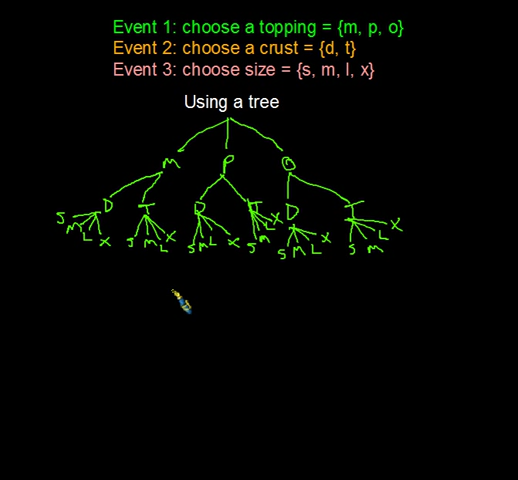 Event 1: choose a topping = {m, p, o}
Event 2: choose a crust = {d, t}
Event 3: choose size = {s, m, l, x}
Using a tree
M P O
D T D T D T
S M L X S M L X S M L X S M L X S M L X S M L X